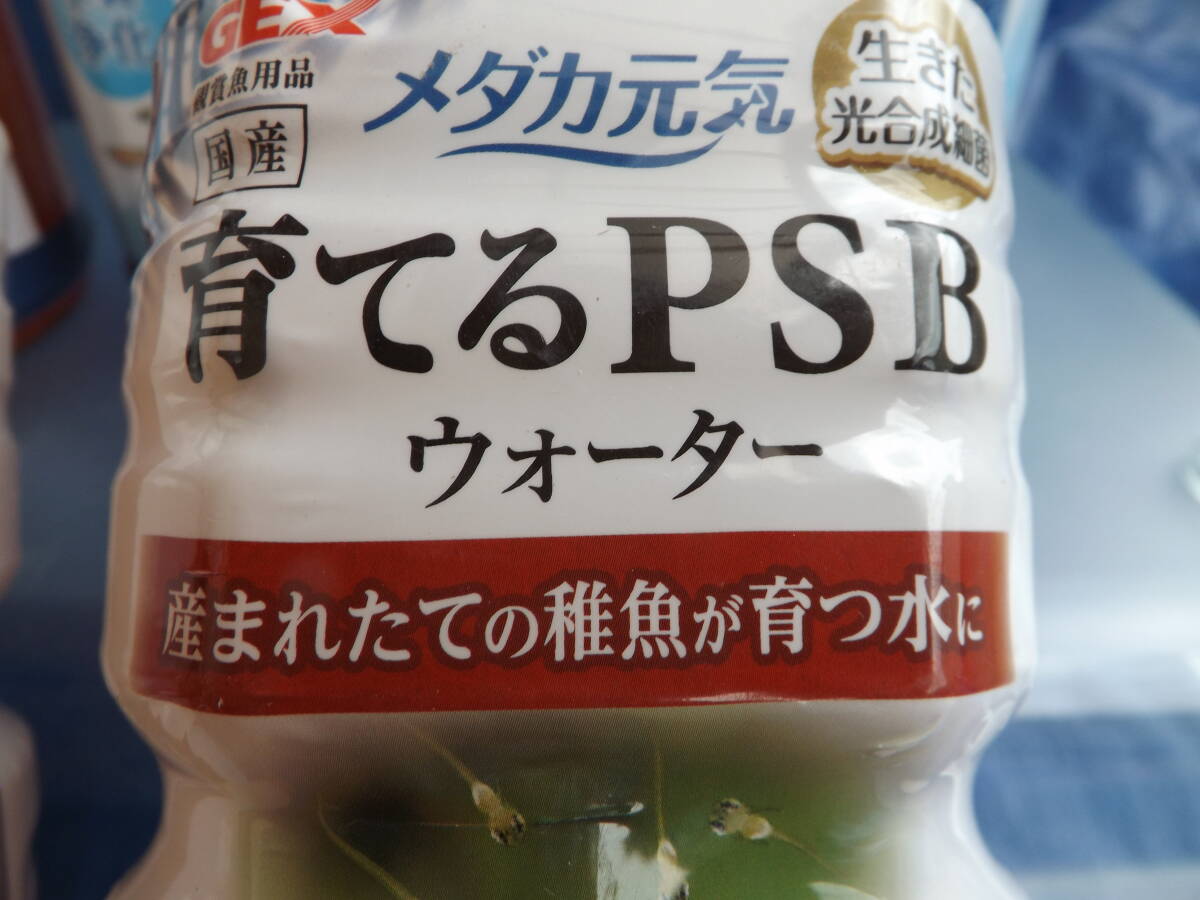 GEX
観賞魚用品
国産
メダカ元気
生きた
光合成細菌
育てるPSB
ウォーター
産まれたての稚魚が育つ水に